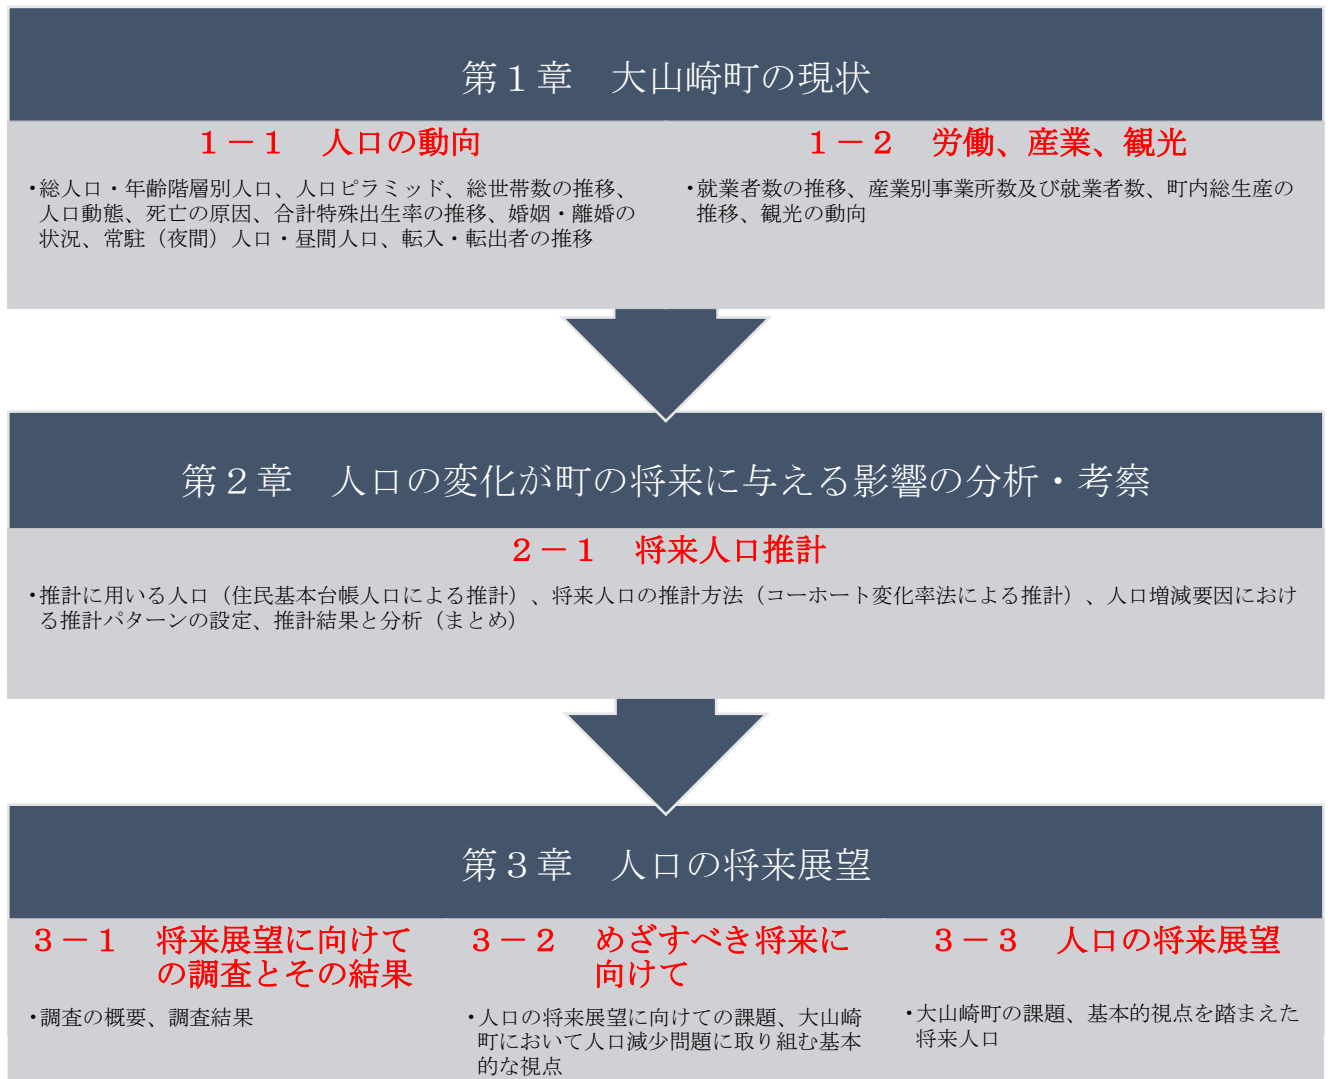 第１章　大山崎町の現状
１－１　人口の動向
・総人口・年齢階層別人口、人口ピラミッド、総世帯数の推移、
人口動態、死亡の原因、合計特殊出生率の推移、婚姻・離婚の
状況、常駐（夜間）人口・昼間人口、転入・転出者の推移
１－２　労働、産業、観光
・就業者数の推移、産業別事業所数及び就業者数、町内総生産の
推移、観光の動向
第２章　人口の変化が町の将来に与える影響の分析・考察
２－１　将来人口推計
・推計に用いる人口（住民基本台帳人口による推計）、将来人口の推計方法（コーホート変化率法による推計）、人口増減要因におけ
る推計パターンの設定、推計結果と分析（まとめ）
第３章　人口の将来展望
３－１　将来展望に向けて
の調査とその結果
・調査の概要、調査結果
３－２　めざすべき将来に
向けて
・人口の将来展望に向けての課題、大山崎
町において人口減少問題に取り組む基本
的な視点
３－３　人口の将来展望
・大山崎町の課題、基本的視点を踏まえた
将来人口